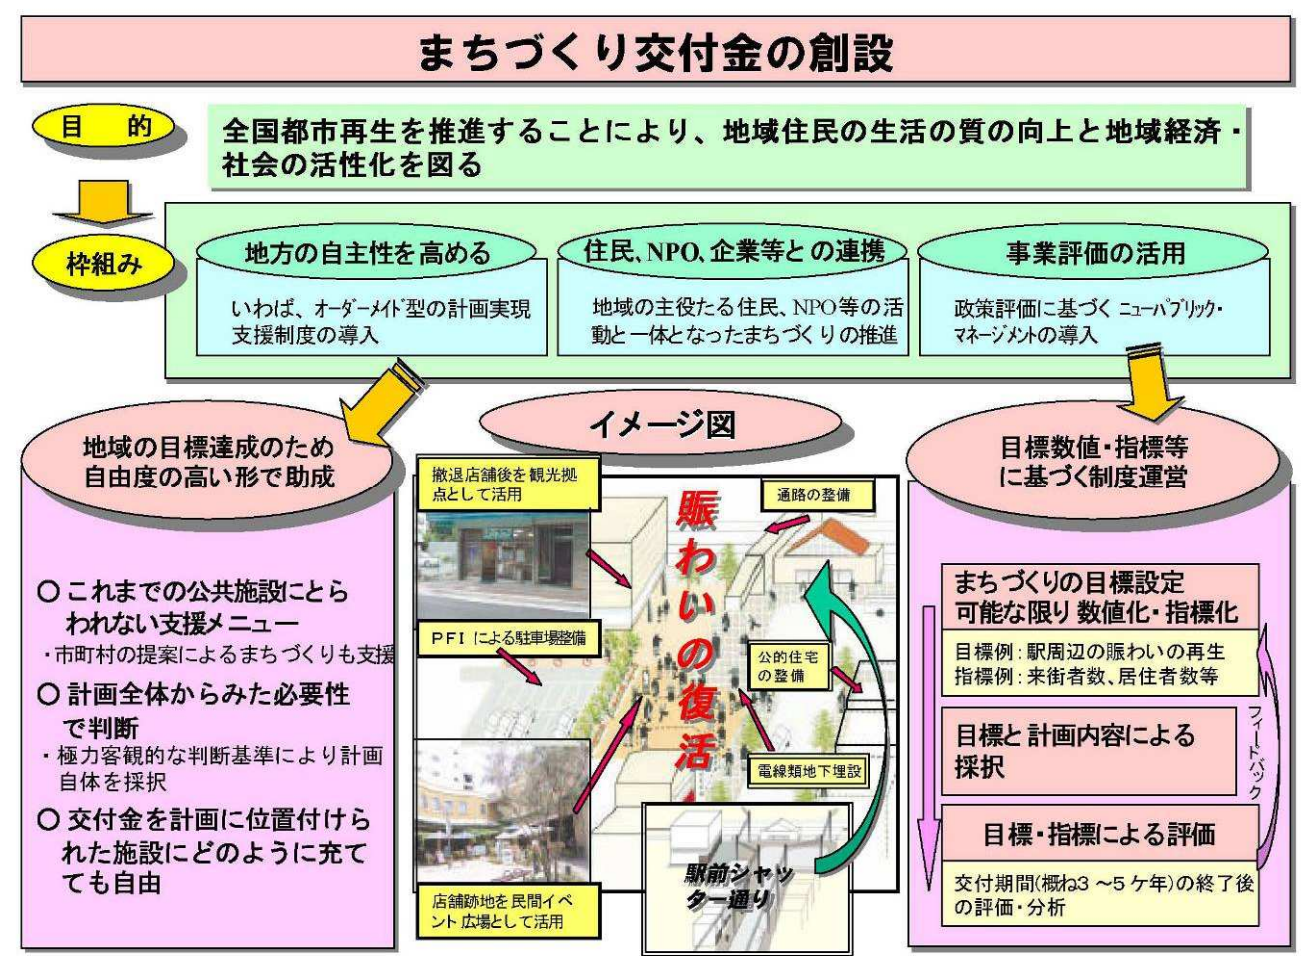 まちづくり交付金の創設
目　的
全国都市再生を推進することにより、地域住民の生活の質の向上と地域経済・
社会の活性化を図る
枠組み
地方の自主性を高める
いわば、オーダーメイド型の計画実現
支援制度の導入
住民、NPO、企業等との連携
地域の主役たる住民、NPO等の活
動と一体となったまちづくりの推進
事業評価の活用
政策評価に基づくニューパブリック・
マネージメントの導入
地域の目標達成のため
自由度の高い形で助成
〇 これまでの公共施設にとら
われない支援メニュー
・市町村の提案によるまちづくりも支援
〇 計画全体からみた必要性
で判断
・極力客観的な判断基準により計画
自体を採択
〇 交付金を計画に位置付けら
れた施設にどのように充て
ても自由
イメージ図
撤退店舗後を観光拠
点として活用
通路の整備
賑わいの復活
PFI による駐車場整備
公的住宅
の整備
電線類地下埋設
駅前シャッ
ター通り
店舗跡地を民間イベ
ント広場として活用
目標数値・指標等
に基づく制度運営
まちづくりの目標設定
可能な限り数値化・指標化
目標例：駅周辺の賑わいの再生
指標例：来街者数、居住者数等
目標と計画内容による
採択
フィードバック
目標・指標による評価
交付期間(概ね3～5ケ年)の終了後
の評価・分析